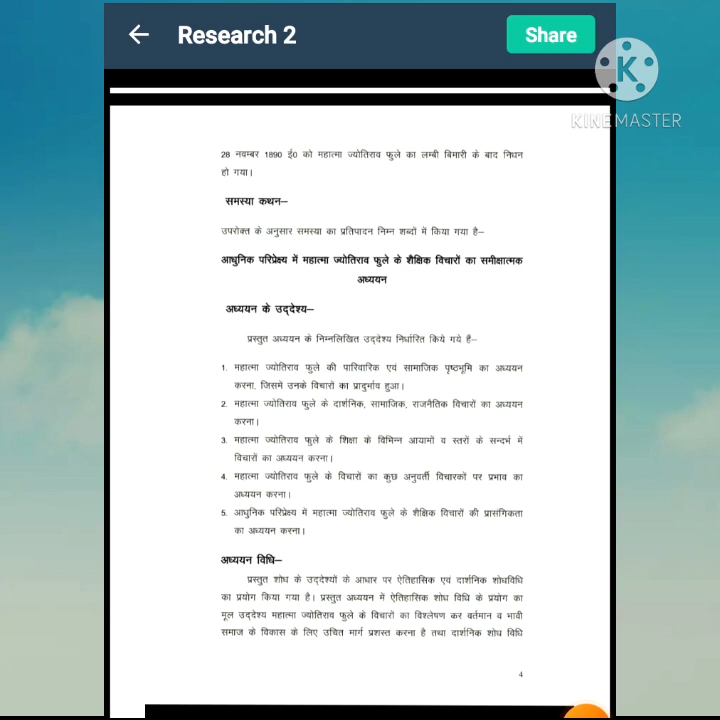 ← Research 2 Share
K
KINEMASTER
28 नवम्बर 1890 ई0 को महात्मा ज्योतिराव फुले का लम्बी बिमारी के बाद निधन
हो गया।
समस्या कथन–
उपरोक्त के अनुसार समस्या का प्रतिपादन निम्न शब्दों में किया गया है–
आधुनिक परिप्रेक्ष्य में महात्मा ज्योतिराव फुले के शैक्षिक विचारों का समीक्षात्मक
अध्ययन
अध्ययन के उद्देश्य–
प्रस्तुत अध्ययन के निम्नलिखित उद्देश्य निर्धारित किये गये हैं–
1. महात्मा ज्योतिराव फुले की पारिवारिक एवं सामाजिक पृष्ठभूमि का अध्ययन
करना, जिसमे उनके विचारों का प्रादुर्भाव हुआ।
2. महात्मा ज्योतिराव फुले के दार्शनिक, सामाजिक, राजनैतिक विचारों का अध्ययन
करना।
3. महात्मा ज्योतिराव फुले के शिक्षा के विभिन्न आयामों व स्तरों के सन्दर्भ में
विचारों का अध्ययन करना।
4. महात्मा ज्योतिराव फुले के विचारों का कुछ अनुवर्ती विचारकों पर प्रभाव का
अध्ययन करना।
5. आधुनिक परिप्रेक्ष्य में महात्मा ज्योतिराव फुले के शैक्षिक विचारों की प्रासंगिकता
का अध्ययन करना।
अध्ययन विधि–
प्रस्तुत शोध के उद्देश्यों के आधार पर ऐतिहासिक एवं दार्शनिक शोधविधि
का प्रयोग किया गया है। प्रस्तुत अध्ययन में ऐतिहासिक शोध विधि के प्रयोग का
मूल उद्देश्य महात्मा ज्योतिराव फुले के विचारों का विश्लेषण कर वर्तमान व भावी
समाज के विकास के लिए उचित मार्ग प्रशस्त करना है तथा दार्शनिक शोध विधि
4